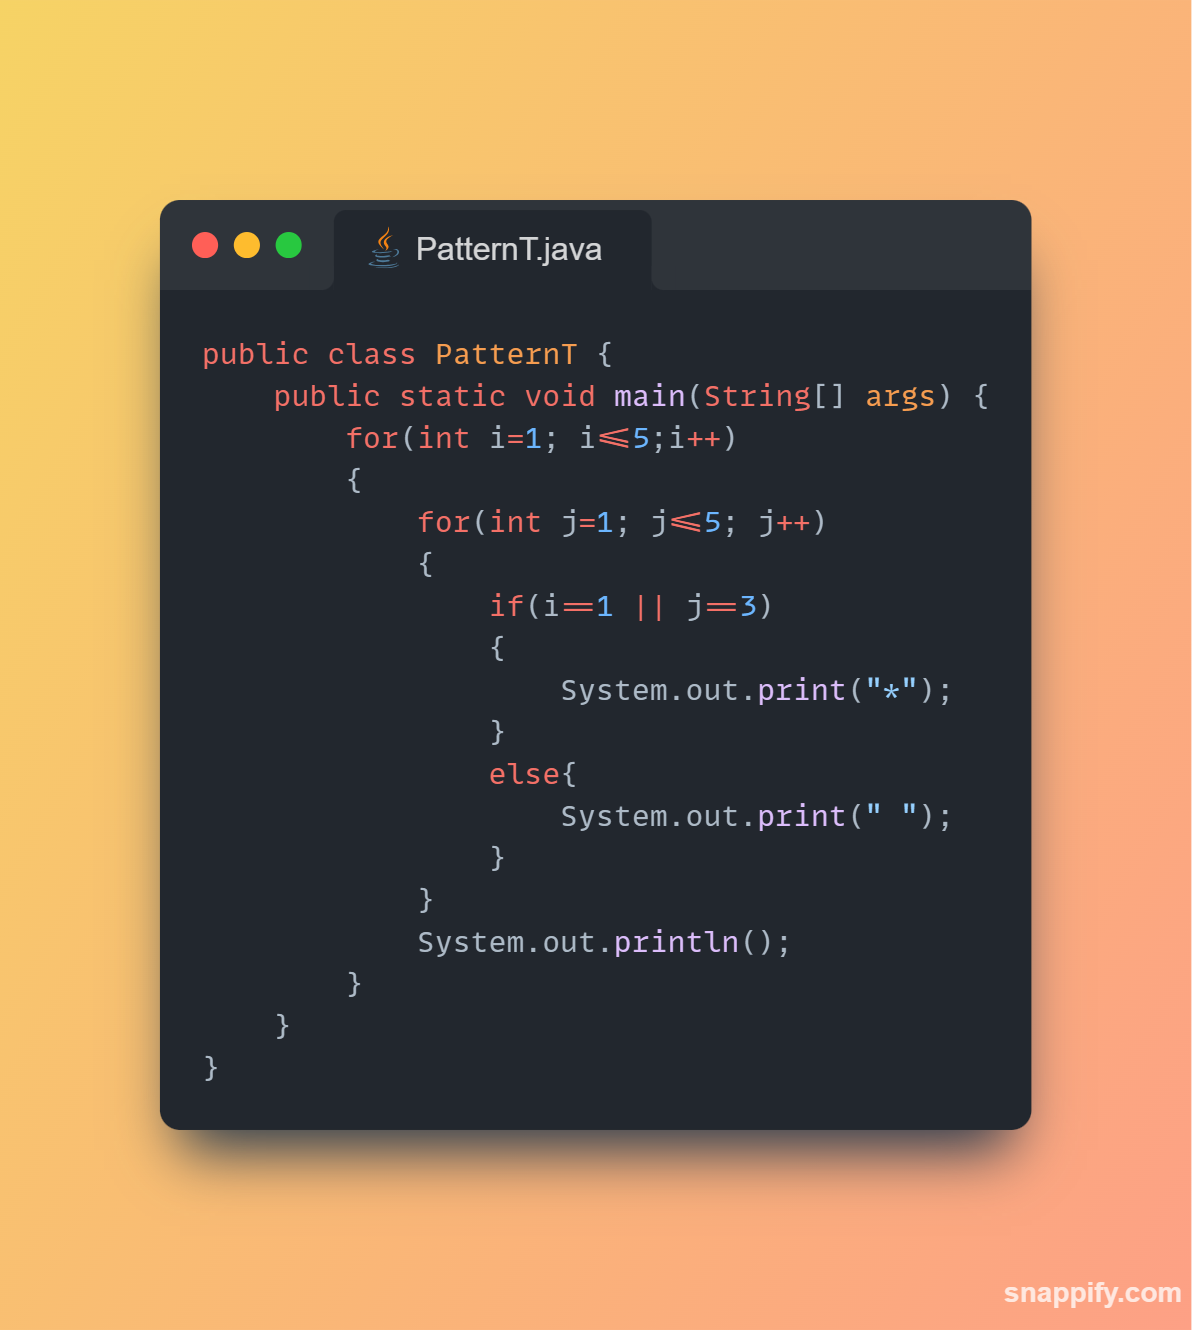 PatternT.java
public class PatternT {
    public static void main(String[] args) {
        for(int i=1; i<=5;i++)
        {
            for(int j=1; j<=5; j++)
            {
                if(i==1 || j==3)
                {
                    System.out.print("*");
                }
                else{
                    System.out.print(" ");
                }
            }
            System.out.println();
        }
    }
}
snappify.com